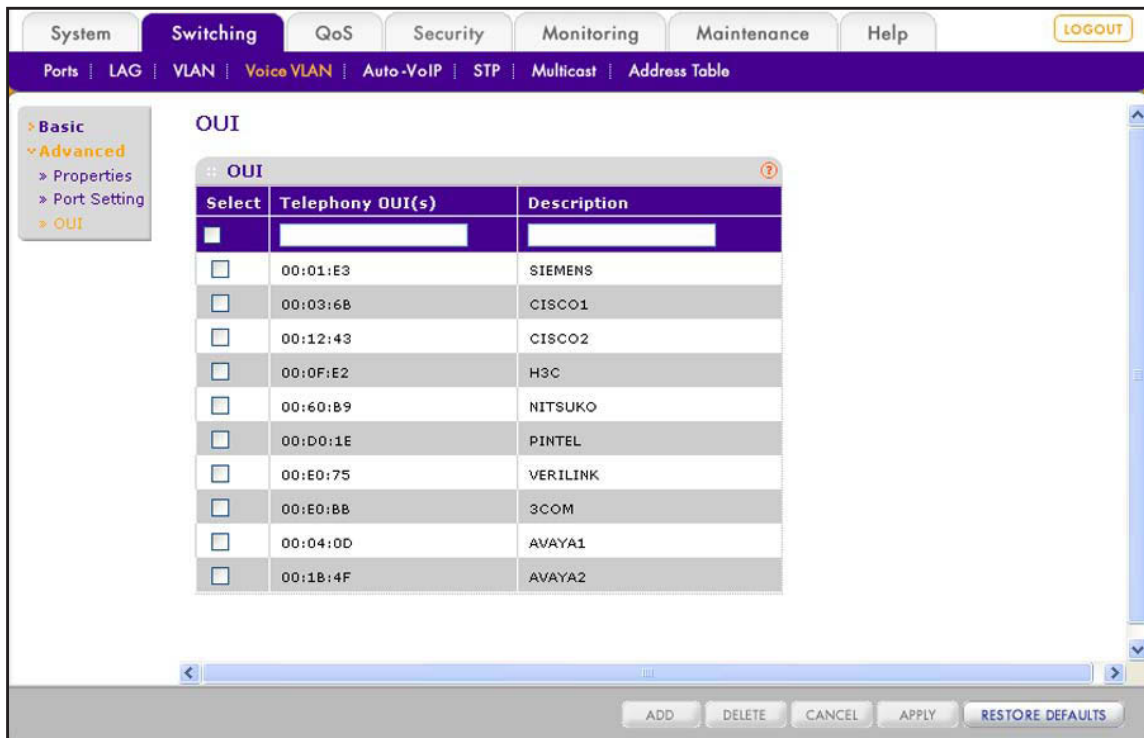 System Switching QoS Security Monitoring Maintenance Help LOGOUT
Ports LAG VLAN Voice VLAN Auto-VoIP STP Multicast Address Table
Basic
Advanced
» Properties
» Port Setting
» OUI
OUI
OUI ?
Select Telephony OUI(s) Description
00:01:E3 SIEMENS
00:03:6B CISCO1
00:12:43 CISCO2
00:0F:E2 H3C
00:60:B9 NITSUKO
00:D0:1E PINTEL
00:E0:75 VERILINK
00:E0:BB 3COM
00:04:0D AVAYA1
00:1B:4F AVAYA2
ADD DELETE CANCEL APPLY RESTORE DEFAULTS